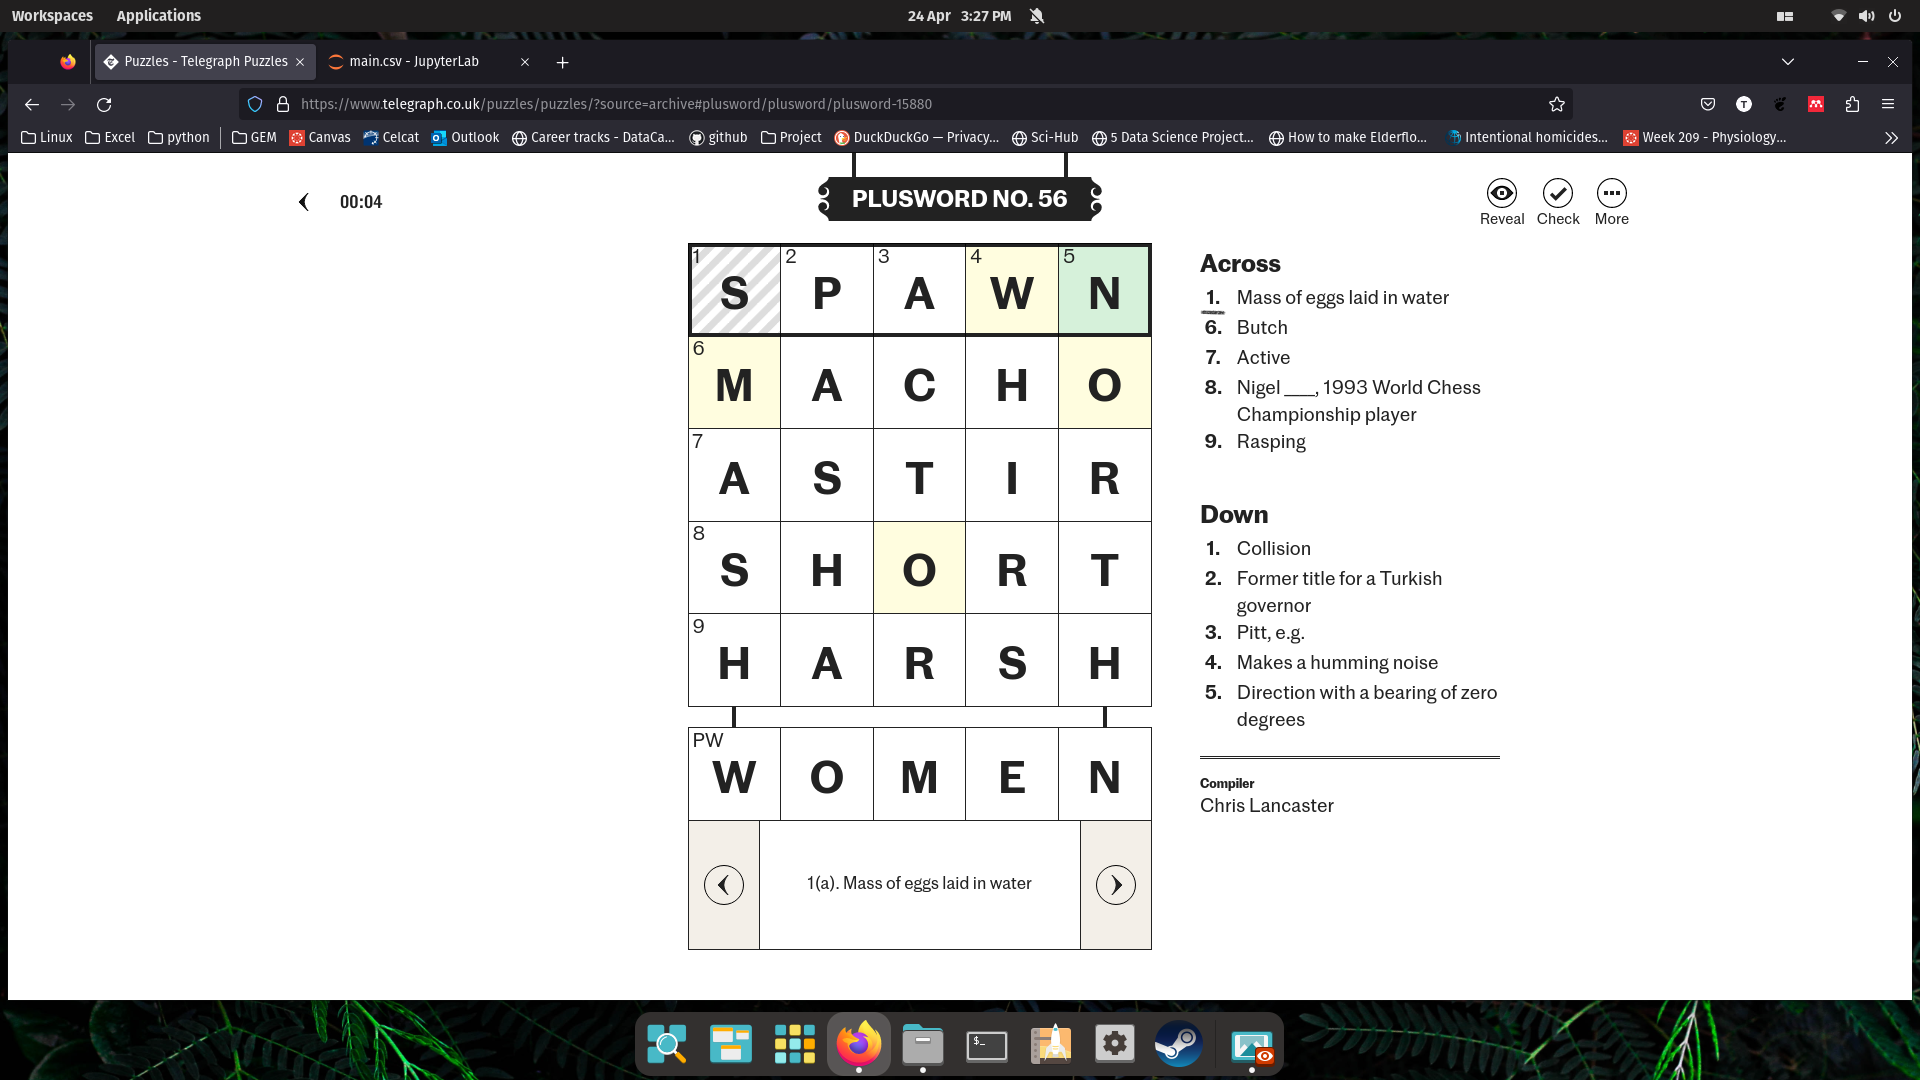 Workspaces Applications 24 Apr 3:27 PM
Puzzles - Telegraph Puzzles main.csv - JupyterLab
https://www.telegraph.co.uk/puzzles/puzzles/?source=archive#plusword/plusword/plusword-15880
Linux Excel python GEM Canvas Celcat Outlook Career tracks - DataCa... github Project DuckDuckGo — Privacy... Sci-Hub 5 Data Science Project... How to make Elderflo... Intentional homicides... Week 209 - Physiology...
00:04
PLUSWORD NO. 56
Reveal Check More
1 S 2 P 3 A 4 W 5 N
6 M A C H O
7 A S T I R
8 S H O R T
9 H A R S H
PW W O M E N
1(a). Mass of eggs laid in water
Across
1. Mass of eggs laid in water
6. Butch
7. Active
8. Nigel ___, 1993 World Chess
Championship player
9. Rasping
Down
1. Collision
2. Former title for a Turkish
governor
3. Pitt, e.g.
4. Makes a humming noise
5. Direction with a bearing of zero
degrees
Compiler
Chris Lancaster